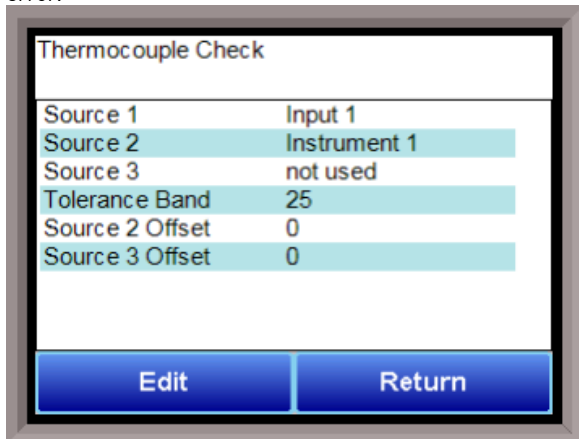 Thermocouple Check
Source 1 Input 1
Source 2 Instrument 1
Source 3 not used
Tolerance Band 25
Source 2 Offset 0
Source 3 Offset 0
Edit Return